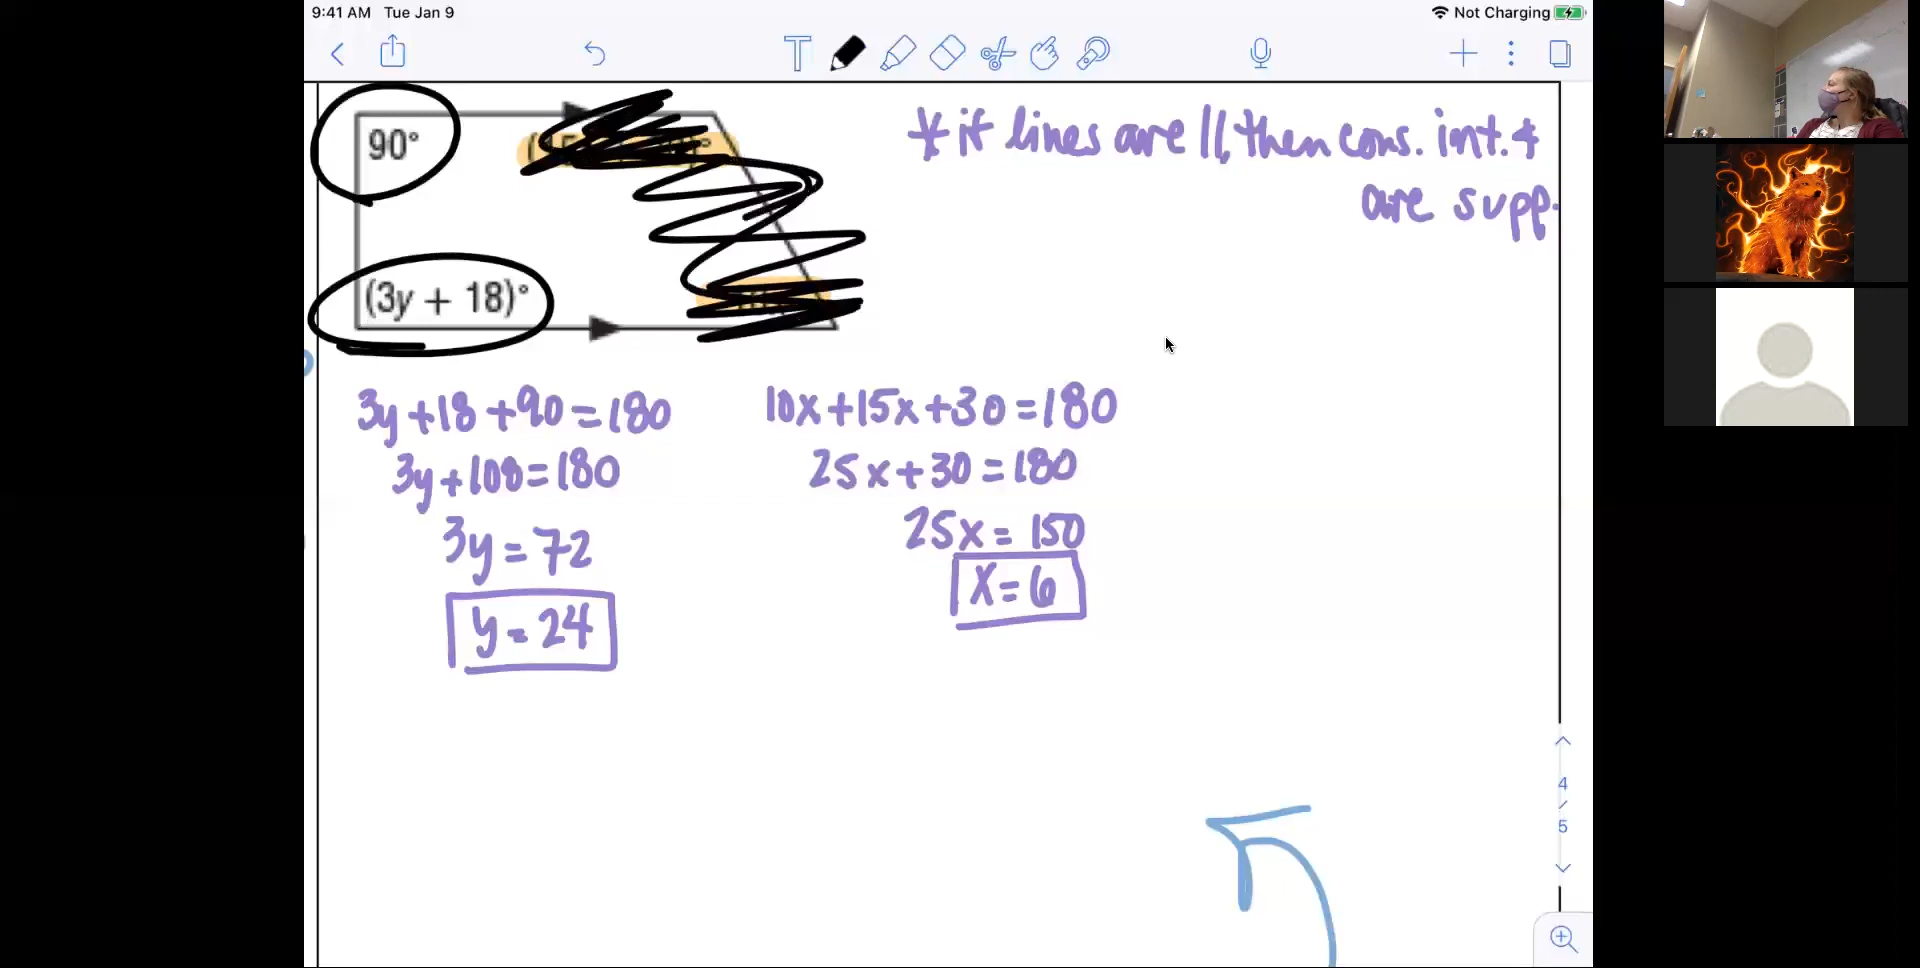 9:41 AM Tue Jan 9
Not Charging
90°
(3y + 18)°
* if lines are ||, then cons. int. ∠
are supp.
3y+18+90=180
3y+108=180
3y=72
y=24
10x+15x+30=180
25x+30=180
25x=150
x=6
4
/
5